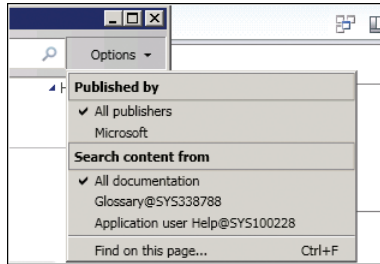 Options
Published by
All publishers
Microsoft
Search content from
All documentation
Glossary@SYS338788
Application user Help@SYS100228
Find on this page... Ctrl+F